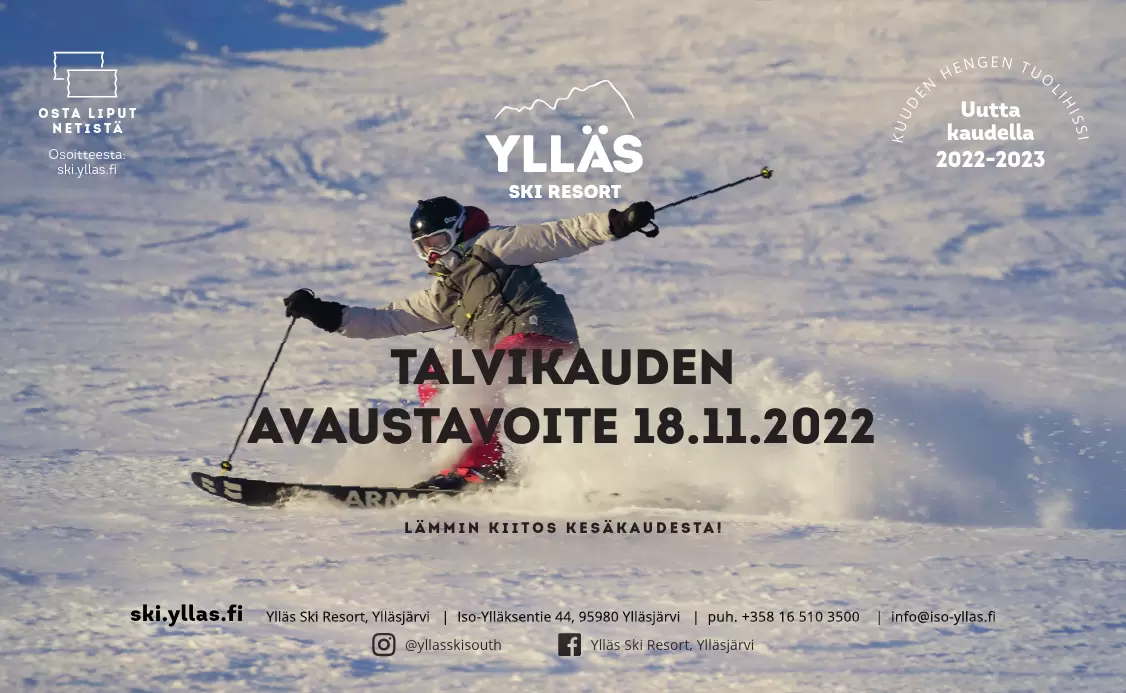 OSTA LIPUT
NETISTÄ
Osoitteesta:
ski.yllas.fi
YLLÄS
SKI RESORT
KUUDEN HENGEN TUOLIHISSI
Uutta
kaudella
2022-2023
TALVIKAUDEN
AVAUSTAVOITE 18.11.2022
LÄMMIN KIITOS KESÄKAUDESTA!
ski.yllas.fi Ylläs Ski Resort, Ylläsjärvi | Iso-Ylläksentie 44, 95980 Ylläsjärvi | puh. +358 16 510 3500 | info@iso-yllas.fi
@yllasskisouth Ylläs Ski Resort, Ylläsjärvi